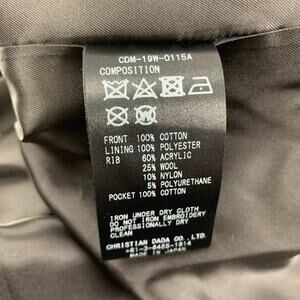 CDM-19W-0115A
COMPOSITION
FRONT 100% COTTON
LINING 100% POLYESTER
RIB 60% ACRYLIC
25% WOOL
10% NYLON
5% POLYURETHANE
POCKET 100% COTTON
IRON UNDER DRY CLOTH
DO NOT IRON EMBROIDERY
PROFESSIONALLY DRY
CLEAN
CHRISTIAN DADA CO., LTD.
+81-3-6455-1914
MADE IN JAPAN